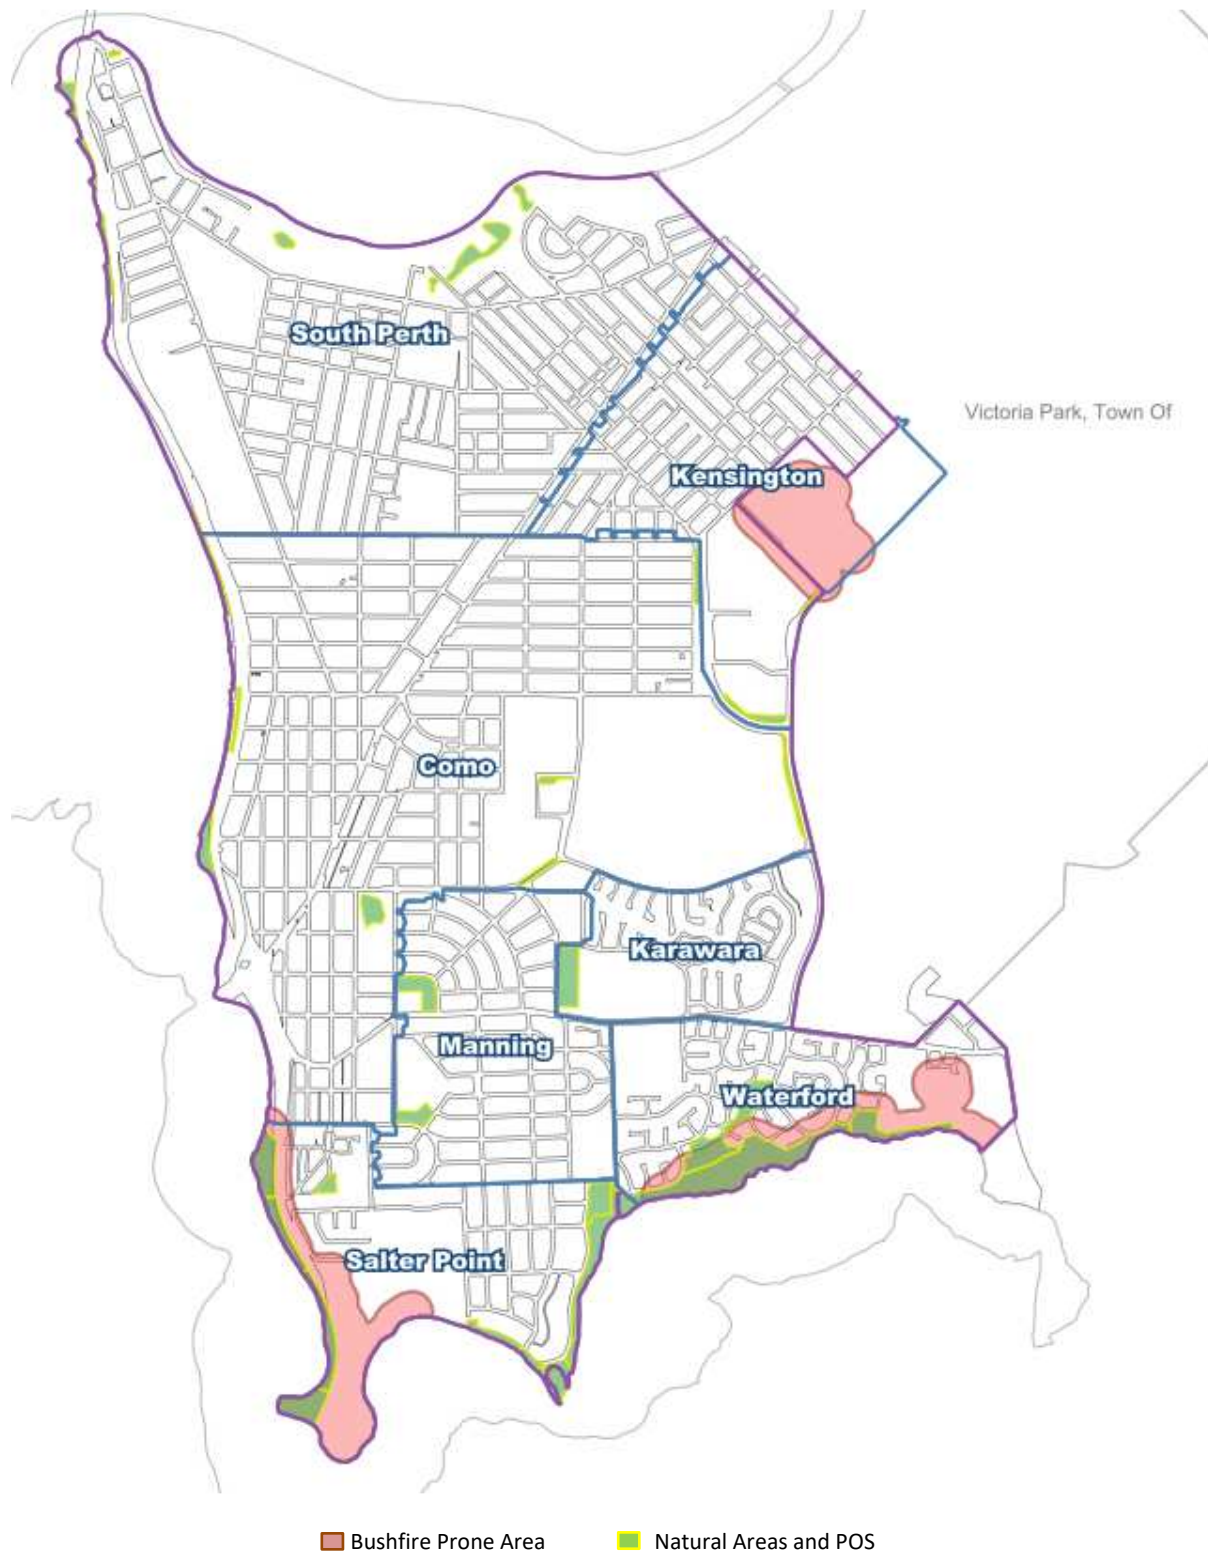 South Perth
Victoria Park, Town Of
Kensington
Como
Karawara
Manning
Waterford
Salter Point
Bushfire Prone Area
Natural Areas and POS